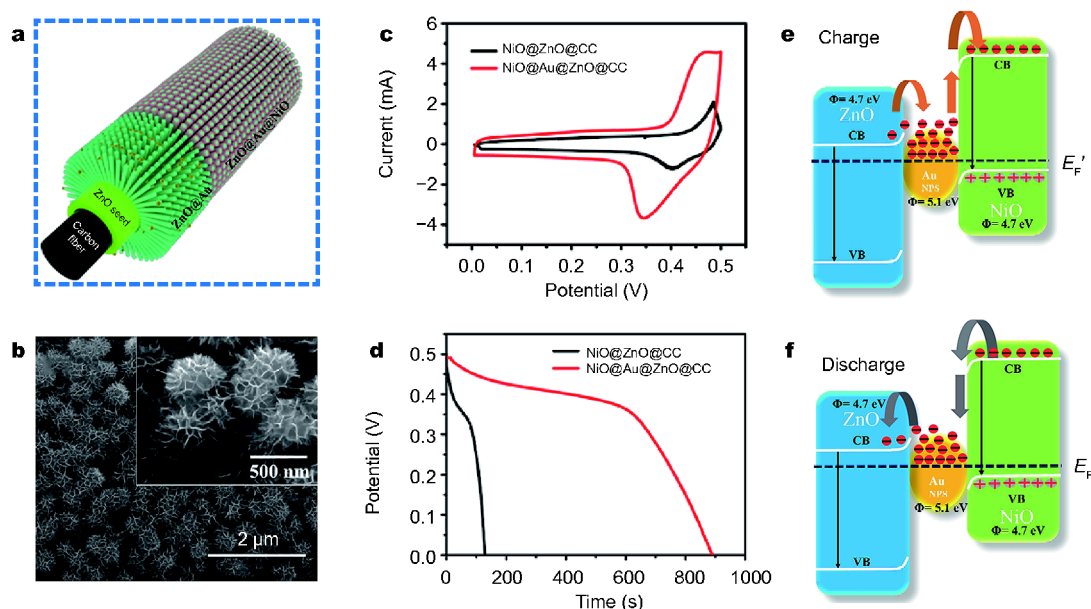 a
Carbon
fiber
ZnO seed
ZnO@Au
ZnO@Au@NiO
b
500 nm
2 μm
c
NiO@ZnO@CC
NiO@Au@ZnO@CC
Current (mA)
6
4
2
0
−2
−4
0.0 0.1 0.2 0.3 0.4 0.5
Potential (V)
d
NiO@ZnO@CC
NiO@Au@ZnO@CC
Potential (V)
0.5
0.4
0.3
0.2
0.1
0.0
0 200 400 600 800 1000
Time (s)
e Charge
Φ= 4.7 eV
ZnO
CB
VB
Au
NPS
Φ= 5.1 eV
CB
VB
NiO
Φ= 4.7 eV
EF′
f Discharge
Φ= 4.7 eV
ZnO
CB
VB
Au
NPS
Φ= 5.1 eV
CB
VB
NiO
Φ= 4.7 eV
EF